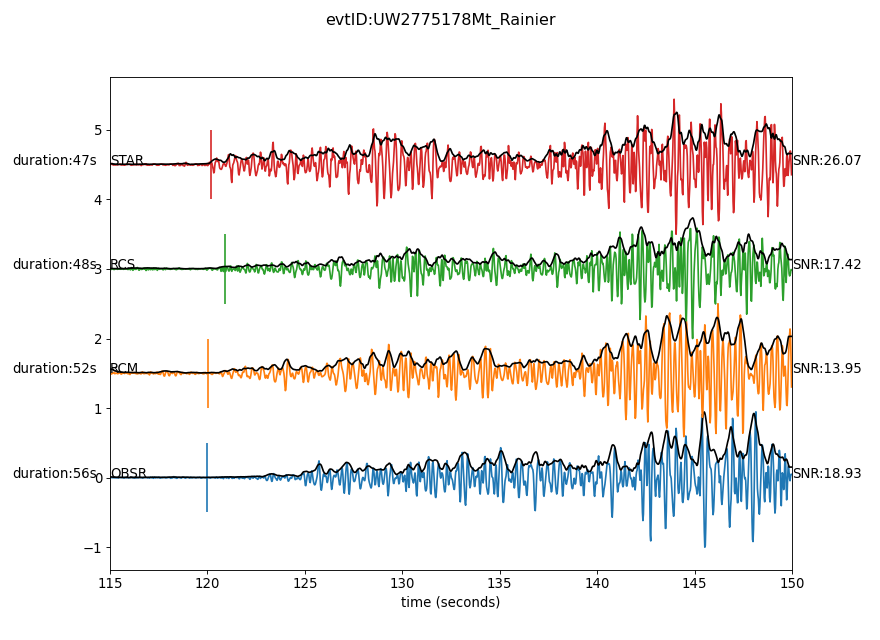 evtID:UW2775178Mt_Rainier
5
duration:47s STAR SNR:26.07
4
duration:48s 3 RCS SNR:17.42
2
duration:52s RCM SNR:13.95
1
duration:56s 0 OBSR SNR:18.93
−1
115 120 125 130 135 140 145 150
time (seconds)